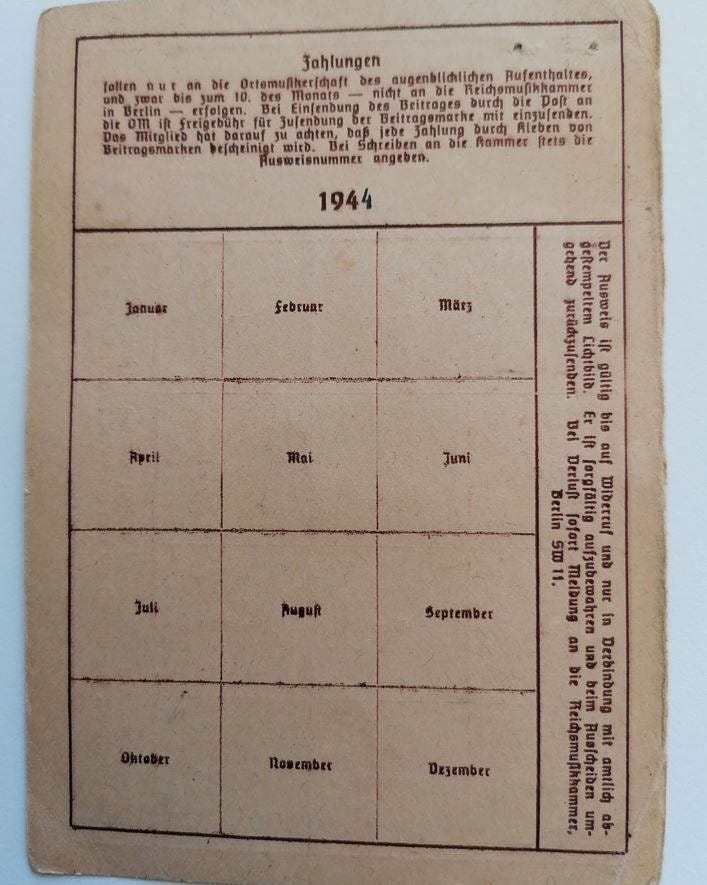 Zahlungen
sollen nur an die Ortsmusikerschaft des augenblicklichen Aufenthaltes,
und zwar bis zum 10. des Monats — nicht an die Reichsmusikkammer
in Berlin — erfolgen. Bei Einsendung des Beitrages durch die Post an
die OM ist Freigebühr für Zusendung der Beitragsmarke mit einzusenden.
Das Mitglied hat darauf zu achten, daß jede Zahlung durch Kleben von
Beitragsmarken bescheinigt wird. Bei Schreiben an die Kammer stets die
Ausweisnummer angeben.
1944
Januar
Februar
März
April
Mai
Juni
Juli
August
September
Oktober
November
Dezember
Der Ausweis ist gültig bis auf Widerruf und nur in Verbindung mit amtlich ab-
gestempeltem Lichtbild. Er ist sorgfältig aufzubewahren und beim Ausscheiden um-
gehend zurückzusenden. Bei Verlust sofort Meldung an die Reichsmusikkammer,
Berlin SW 11.